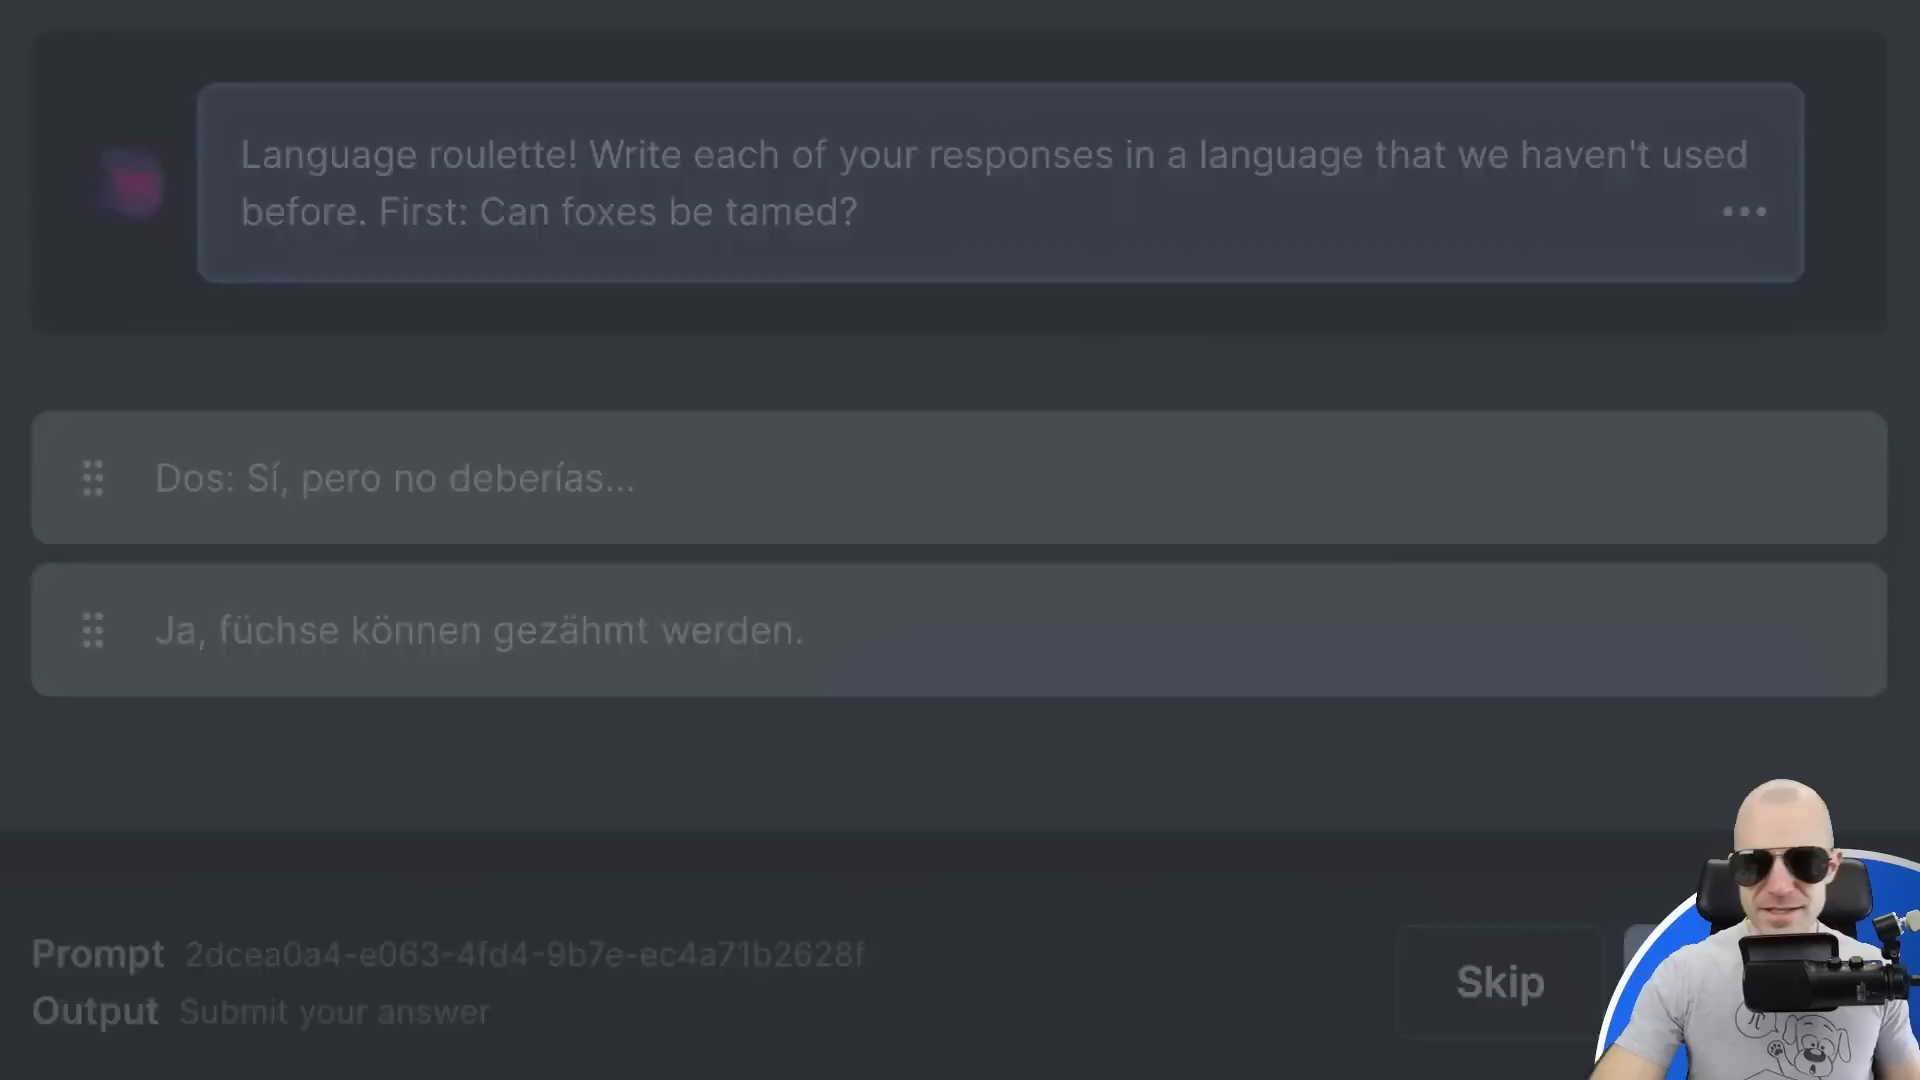 Language roulette! Write each of your responses in a language that we haven't used
before. First: Can foxes be tamed?
Dos: Sí, pero no deberías...
Ja, füchse können gezähmt werden.
Prompt 2dcea0a4-e063-4fd4-9b7e-ec4a71b2628f
Output Submit your answer
Skip